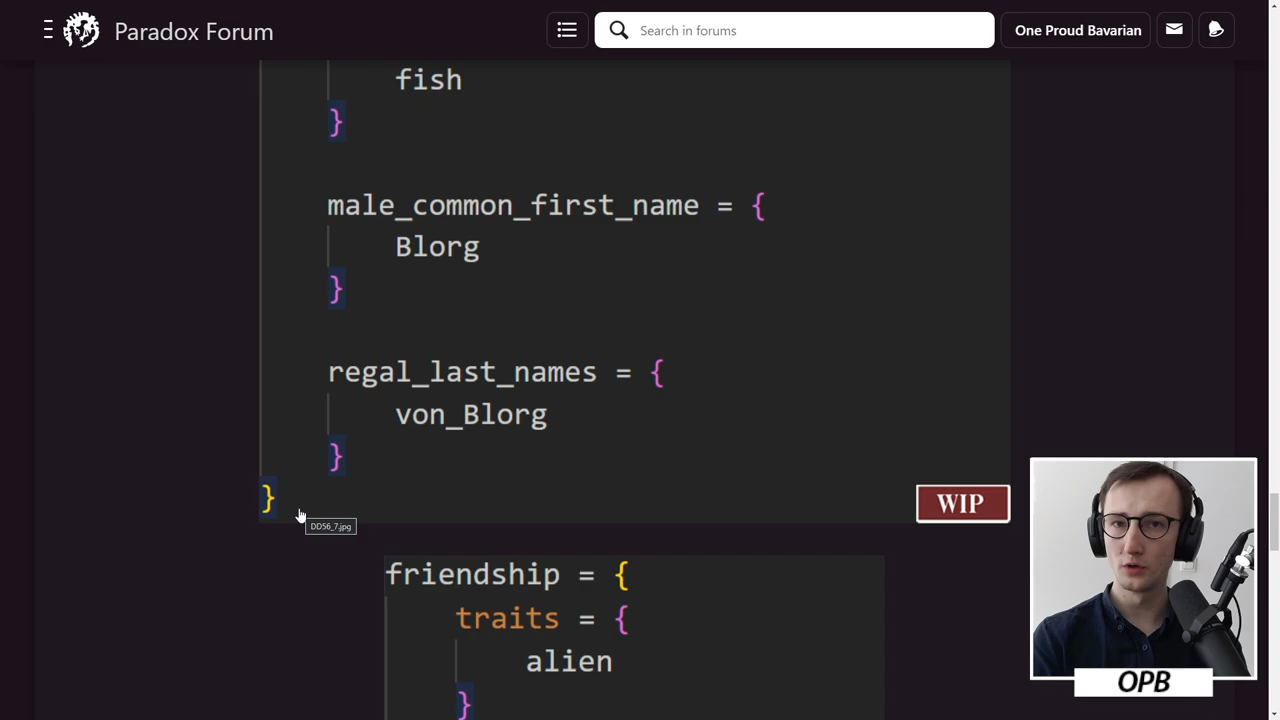 Paradox Forum
Search in forums
One Proud Bavarian
fish
}
male_common_first_name = {
Blorg
}
regal_last_names = {
von_Blorg
}
}
WIP
DD56_7.jpg
friendship = {
traits = {
alien
}
OPB